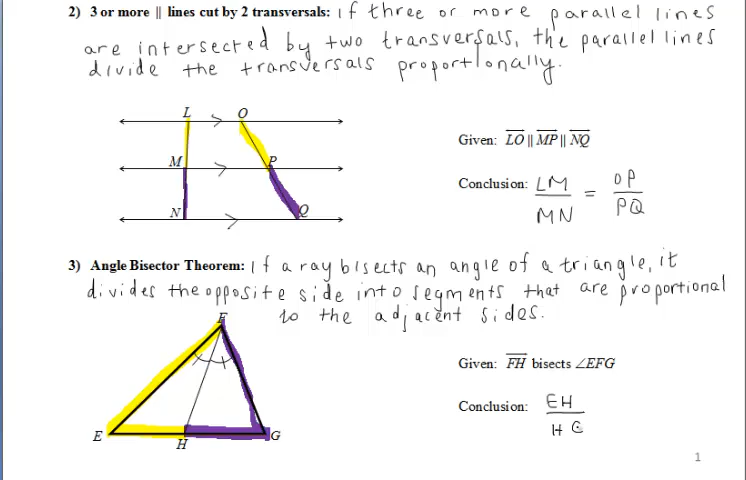 2) 3 or more || lines cut by 2 transversals: If three or more parallel lines
are intersected by two transversals, the parallel lines
divide the transversals proportionally.
L O
M P
N Q
Given: LO || MP || NQ
Conclusion: LM/MN = OP/PQ
3) Angle Bisector Theorem: If a ray bisects an angle of a triangle, it
divides the opposite side into segments that are proportional
to the adjacent sides.
F
E H G
Given: FH bisects ∠EFG
Conclusion: EH/HG
1